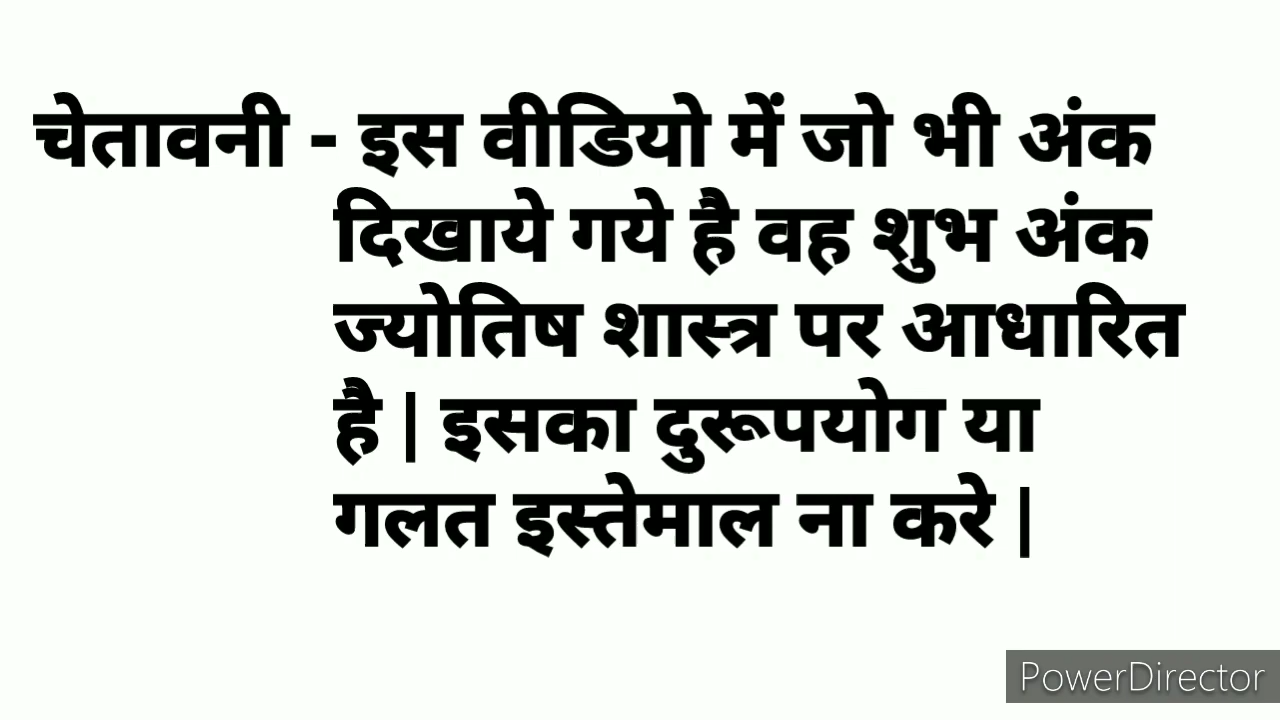 चेतावनी - इस वीडियो में जो भी अंक
दिखाये गये है वह शुभ अंक
ज्योतिष शास्त्र पर आधारित
है | इसका दुरूपयोग या
गलत इस्तेमाल ना करे |
PowerDirector